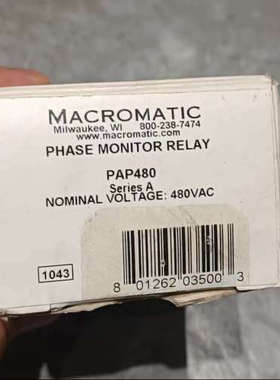 MACROMATIC
Milwaukee, WI 800-238-7474
www.macromatic.com
PHASE MONITOR RELAY
PAP480
Series A
NOMINAL VOLTAGE: 480VAC
1043
8 01262 03500 3